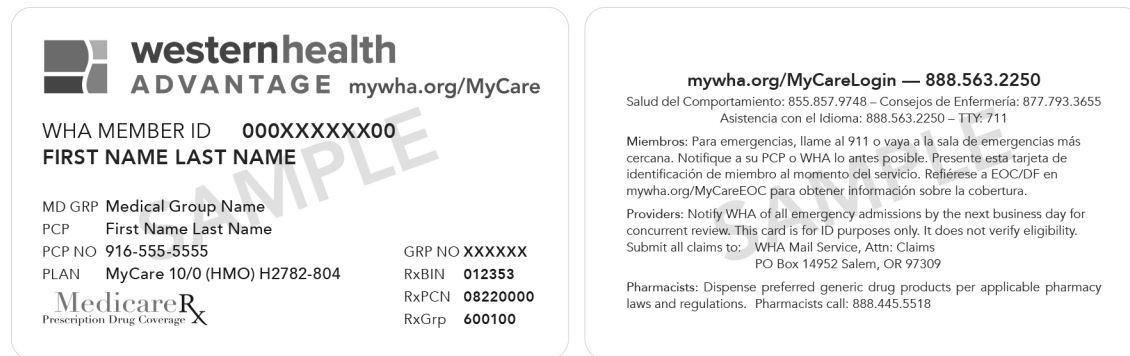 westernhealth
ADVANTAGE mywha.org/MyCare
WHA MEMBER ID 000XXXXXX00
FIRST NAME LAST NAME
MD GRP Medical Group Name
PCP First Name Last Name
PCP NO 916-555-5555
GRP NO XXXXXX
PLAN MyCare 10/0 (HMO) H2782-804
RxBIN 012353
MedicareRx
Prescription Drug Coverage
RxPCN 08220000
RxGrp 600100
SAMPLE
mywha.org/MyCareLogin — 888.563.2250
Salud del Comportamiento: 855.857.9748 – Consejos de Enfermería: 877.793.3655
Asistencia con el Idioma: 888.563.2250 – TTY: 711
Miembros: Para emergencias, llame al 911 o vaya a la sala de emergencias más
cercana. Notifique a su PCP o WHA lo antes posible. Presente esta tarjeta de
identificación de miembro al momento del servicio. Refiérese a EOC/DF en
mywha.org/MyCareEOC para obtener información sobre la cobertura.
Providers: Notify WHA of all emergency admissions by the next business day for
concurrent review. This card is for ID purposes only. It does not verify eligibility.
Submit all claims to: WHA Mail Service, Attn: Claims
PO Box 14952 Salem, OR 97309
Pharmacists: Dispense preferred generic drug products per applicable pharmacy
laws and regulations. Pharmacists call: 888.445.5518
SAMPLE